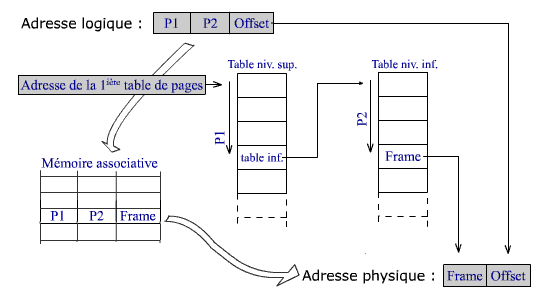 Adresse logique : P1 P2 Offset
Table niv. sup. Table niv. inf.
Adresse de la 1ière table de pages
P1
P2
table inf.
Frame
Mémoire associative
P1 P2 Frame
Adresse physique : Frame Offset